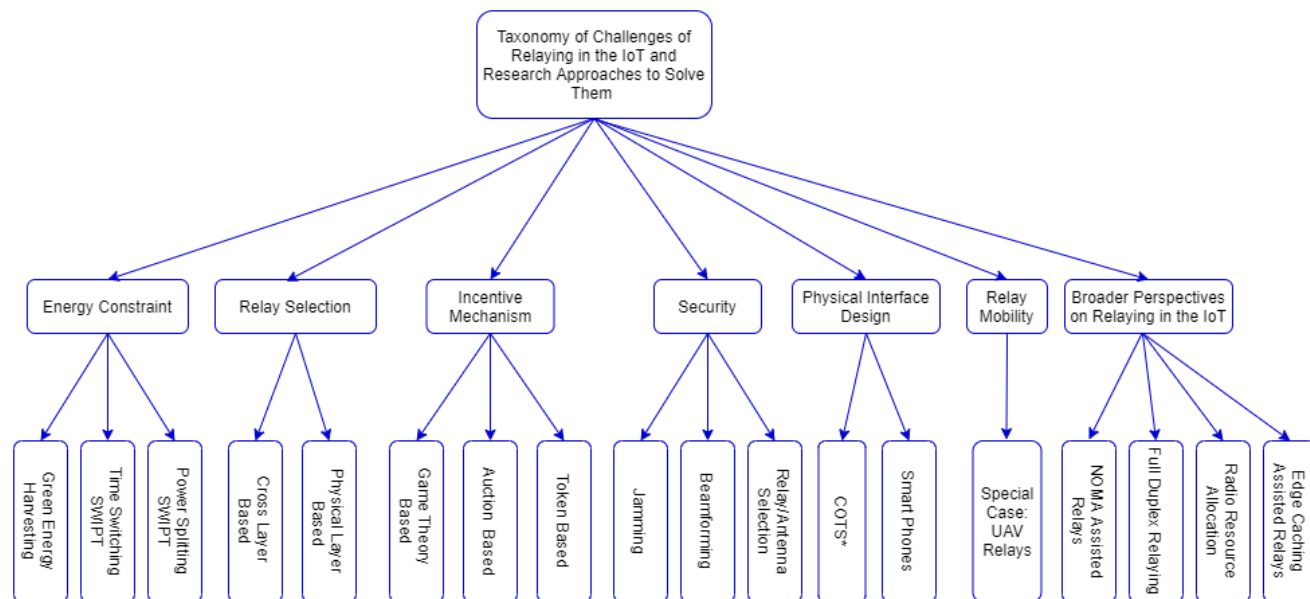 Taxonomy of Challenges of
Relaying in the IoT and
Research Approaches to Solve
Them
Energy Constraint
Relay Selection
Incentive
Mechanism
Security
Physical Interface
Design
Relay
Mobility
Broader Perspectives
on Relaying in the IoT
Green Energy
Harvesting
Time Switching
SWIPT
Power Splitting
SWIPT
Cross Layer
Based
Physical Layer
Based
Game Theory
Based
Auction Based
Token Based
Jamming
Beamforming
Relay/Antenna
Selection
COTS*
Smart Phones
Special
Case:
UAV
Relays
NOMA Assisted
Relays
Full Duplex Relaying
Radio Resource
Allocation
Edge Caching
Assisted Relays